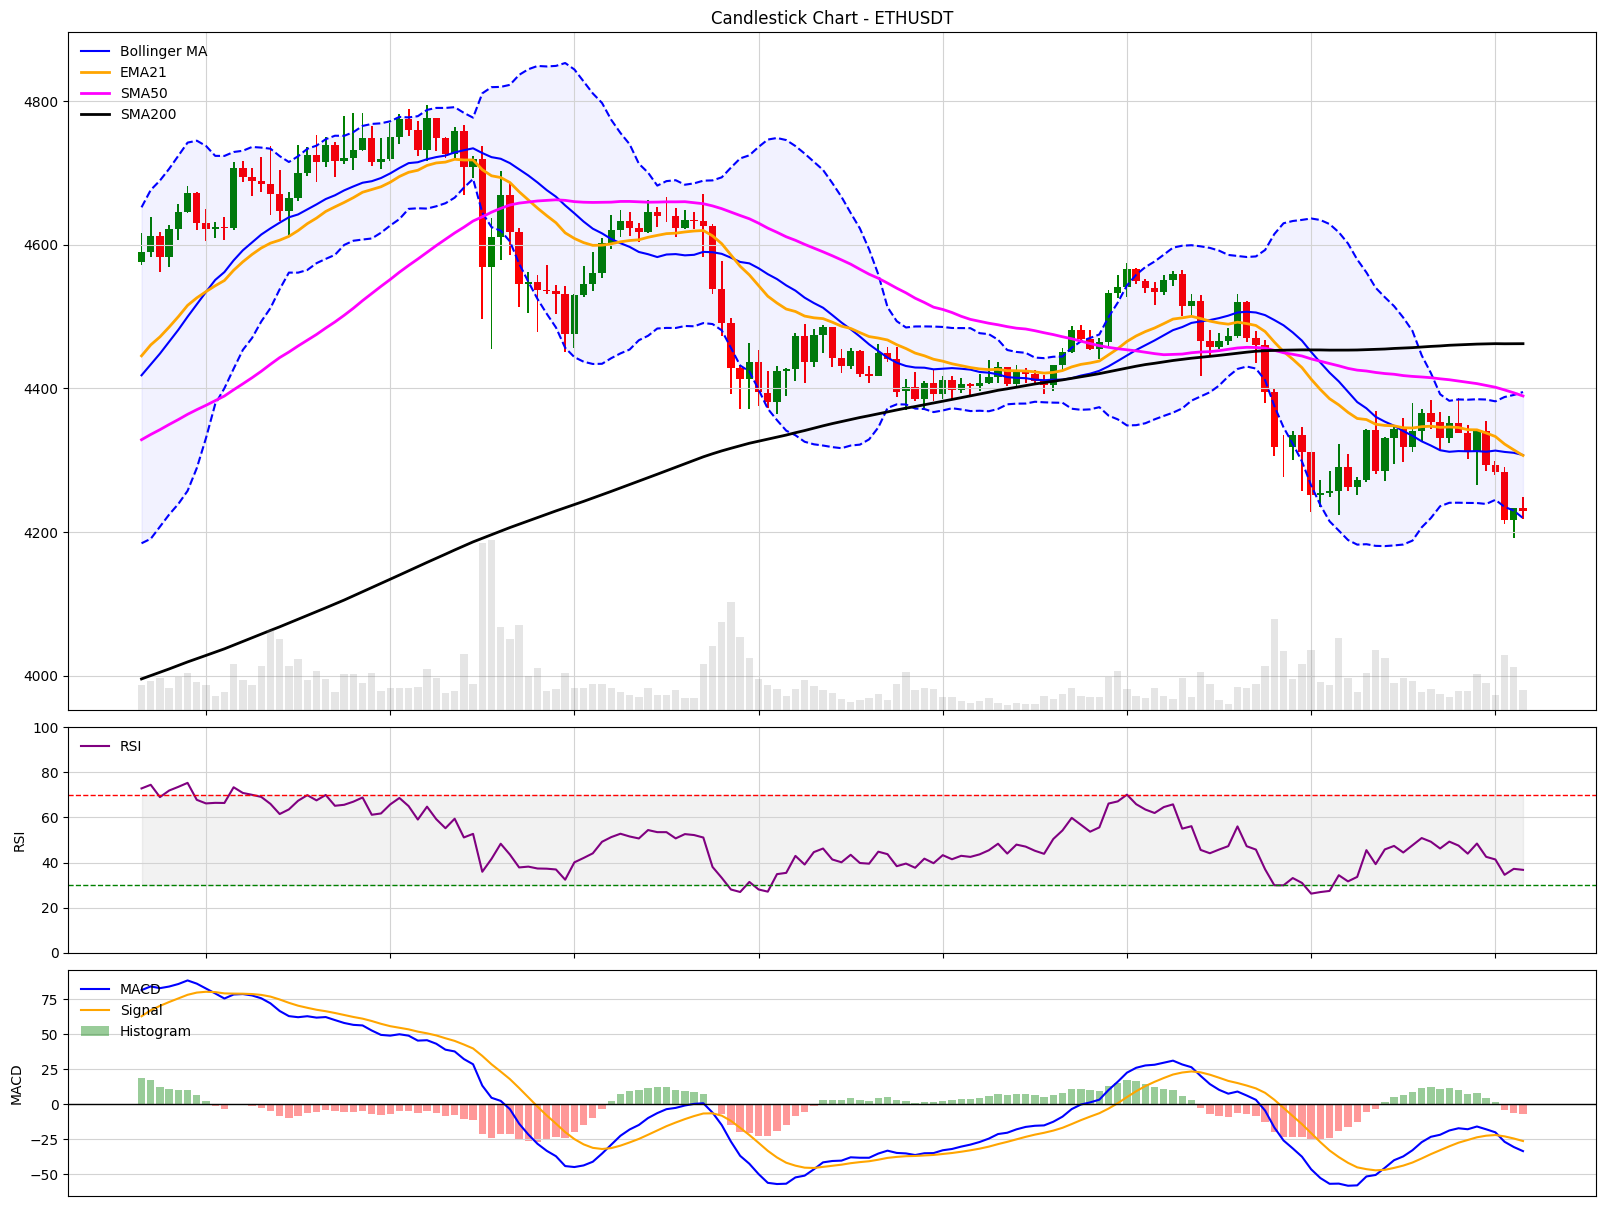 Candlestick Chart - ETHUSDT
Bollinger MA
EMA21
SMA50
SMA200
4800
4600
4400
4200
4000
RSI
100
80
60
40
20
0
RSI
MACD
Signal
Histogram
75
50
25
0
−25
−50
MACD